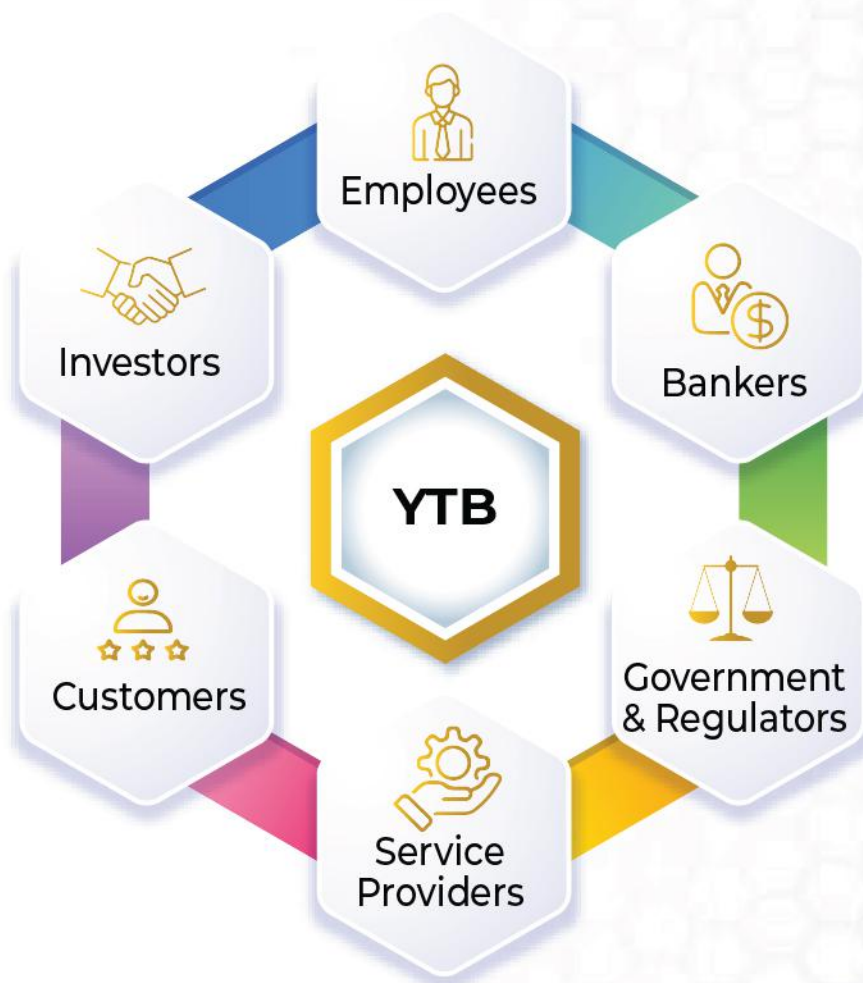 Employees
Investors
Bankers
YTB
Customers
Government
& Regulators
Service
Providers